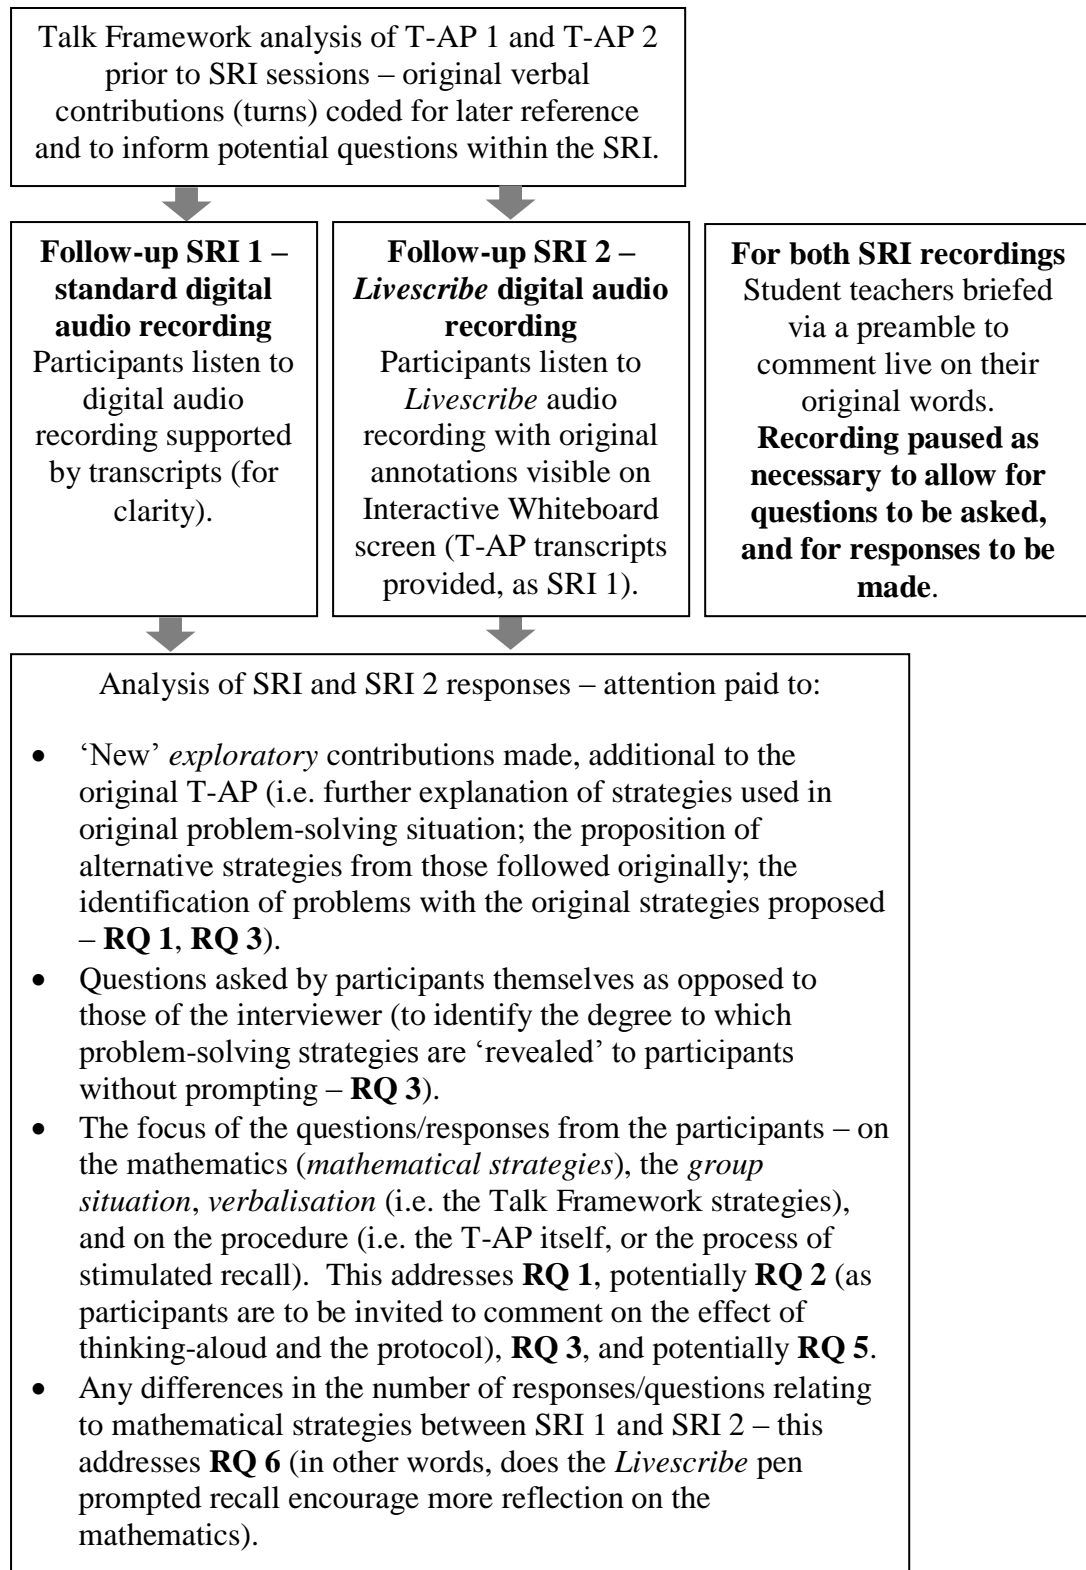 Talk Framework analysis of T-AP 1 and T-AP 2
prior to SRI sessions – original verbal
contributions (turns) coded for later reference
and to inform potential questions within the SRI.
Follow-up SRI 1 –
standard digital
audio recording
Participants listen to
digital audio
recording supported
by transcripts (for
clarity).
Follow-up SRI 2 –
Livescribe digital audio
recording
Participants listen to
Livescribe audio
recording with original
annotations visible on
Interactive Whiteboard
screen (T-AP transcripts
provided, as SRI 1).
For both SRI recordings
Student teachers briefed
via a preamble to
comment live on their
original words.
Recording paused as
necessary to allow for
questions to be asked,
and for responses to be
made.
Analysis of SRI and SRI 2 responses – attention paid to:
• ‘New’ exploratory contributions made, additional to the
original T-AP (i.e. further explanation of strategies used in
original problem-solving situation; the proposition of
alternative strategies from those followed originally; the
identification of problems with the original strategies proposed
– RQ 1, RQ 3).
• Questions asked by participants themselves as opposed to
those of the interviewer (to identify the degree to which
problem-solving strategies are ‘revealed’ to participants
without prompting – RQ 3).
• The focus of the questions/responses from the participants – on
the mathematics (mathematical strategies), the group
situation, verbalisation (i.e. the Talk Framework strategies),
and on the procedure (i.e. the T-AP itself, or the process of
stimulated recall). This addresses RQ 1, potentially RQ 2 (as
participants are to be invited to comment on the effect of
thinking-aloud and the protocol), RQ 3, and potentially RQ 5.
• Any differences in the number of responses/questions relating
to mathematical strategies between SRI 1 and SRI 2 – this
addresses RQ 6 (in other words, does the Livescribe pen
prompted recall encourage more reflection on the
mathematics).